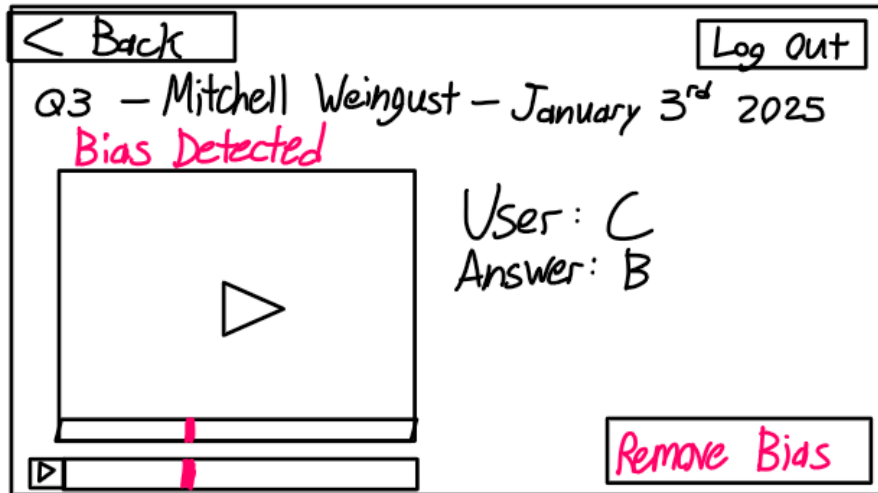 < Back
Log Out
Q3 - Mitchell Weingust - January 3rd 2025
Bias Detected
User: C
Answer: B
Remove Bias